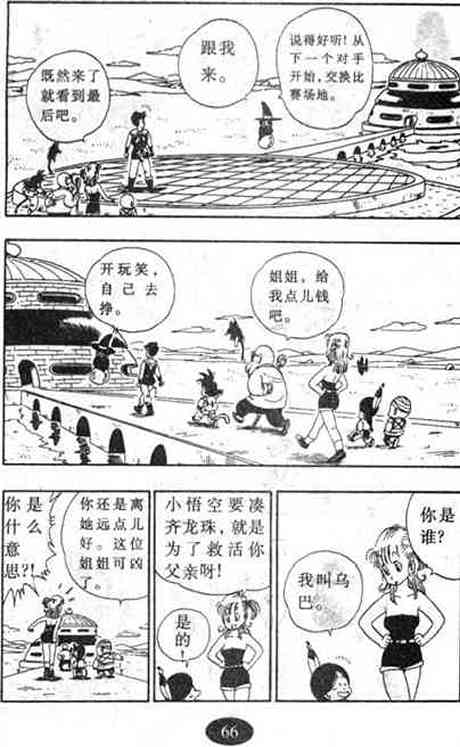 说得好听!从
下一个对手
开始,交换比
赛场地。
跟我
来。
既然来了
就看到最
后吧。
姐姐,给
我点儿钱
吧。
开玩笑,
自己去
挣。
你是
谁?
我叫乌
巴。
小悟空要凑
齐龙珠,就是
为了救活你
父亲呀!
是
的!
你还是离
她远点儿
好。这位
姐姐可凶
了。
你是
什么
意
思?!
66